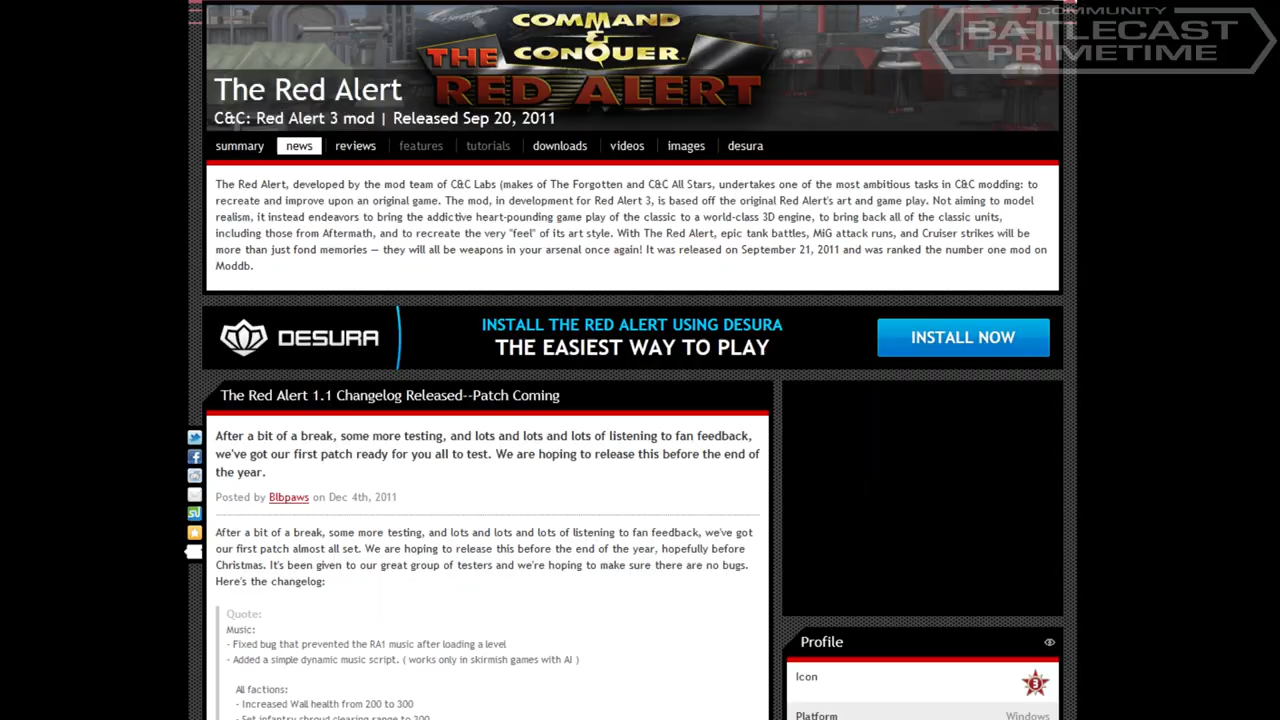 COMMUNITY
BATTLECAST
PRIMETIME
COMMAND
&
CONQUER
THE
RED ALERT
The Red Alert
C&C: Red Alert 3 mod | Released Sep 20, 2011
summary news reviews features tutorials downloads videos images desura
The Red Alert, developed by the mod team of C&C Labs (makes of The Forgotten and C&C All Stars, undertakes one of the most ambitious tasks in C&C modding: to
recreate and improve upon an original game. The mod, in development for Red Alert 3, is based off the original Red Alert's art and game play. Not aiming to model
realism, it instead endeavors to bring the addictive heart-pounding game play of the classic to a world-class 3D engine, to bring back all of the classic units,
including those from Aftermath, and to recreate the very "feel" of its art style. With The Red Alert, epic tank battles, MiG attack runs, and Cruiser strikes will be
more than just fond memories — they will all be weapons in your arsenal once again! It was released on September 21, 2011 and was ranked the number one mod on
Moddb.
DESURA
INSTALL THE RED ALERT USING DESURA
THE EASIEST WAY TO PLAY
INSTALL NOW
The Red Alert 1.1 Changelog Released--Patch Coming
After a bit of a break, some more testing, and lots and lots and lots of listening to fan feedback,
we've got our first patch ready for you all to test. We are hoping to release this before the end of
the year.
Posted by Blbpaws on Dec 4th, 2011
After a bit of a break, some more testing, and lots and lots and lots of listening to fan feedback, we've got
our first patch almost all set. We are hoping to release this before the end of the year, hopefully before
Christmas. It's been given to our great group of testers and we're hoping to make sure there are no bugs.
Here's the changelog:
Quote:
Music:
- Fixed bug that prevented the RA1 music after loading a level
- Added a simple dynamic music script. ( works only in skirmish games with AI )
All factions:
- Increased Wall health from 200 to 300
- Set infantry shroud clearing range to 200
Profile
Icon
3
Platform Windows